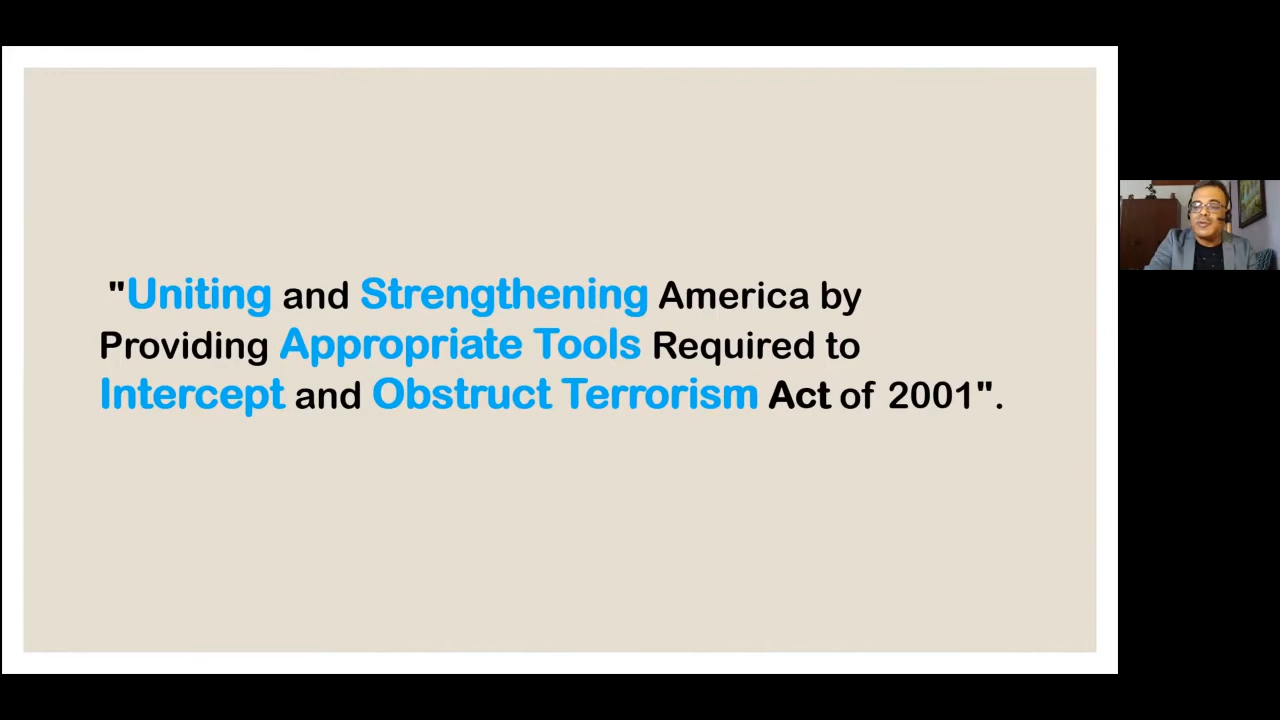 "Uniting and Strengthening America by
Providing Appropriate Tools Required to
Intercept and Obstruct Terrorism Act of 2001".